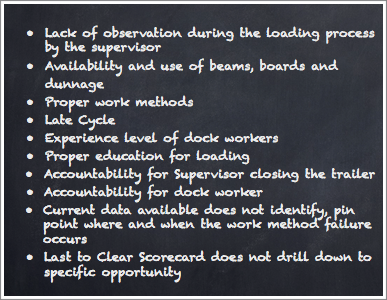 • Lack of observation during the loading process
by the supervisor
• Availability and use of beams, boards and
dunnage
• Proper work methods
• Late Cycle
• Experience level of dock workers
• Proper education for loading
• Accountability for Supervisor closing the trailer
• Accountability for dock worker
• Current data available does not identify, pin
point where and when the work method failure
occurs
• Last to Clear Scorecard does not drill down to
specific opportunity